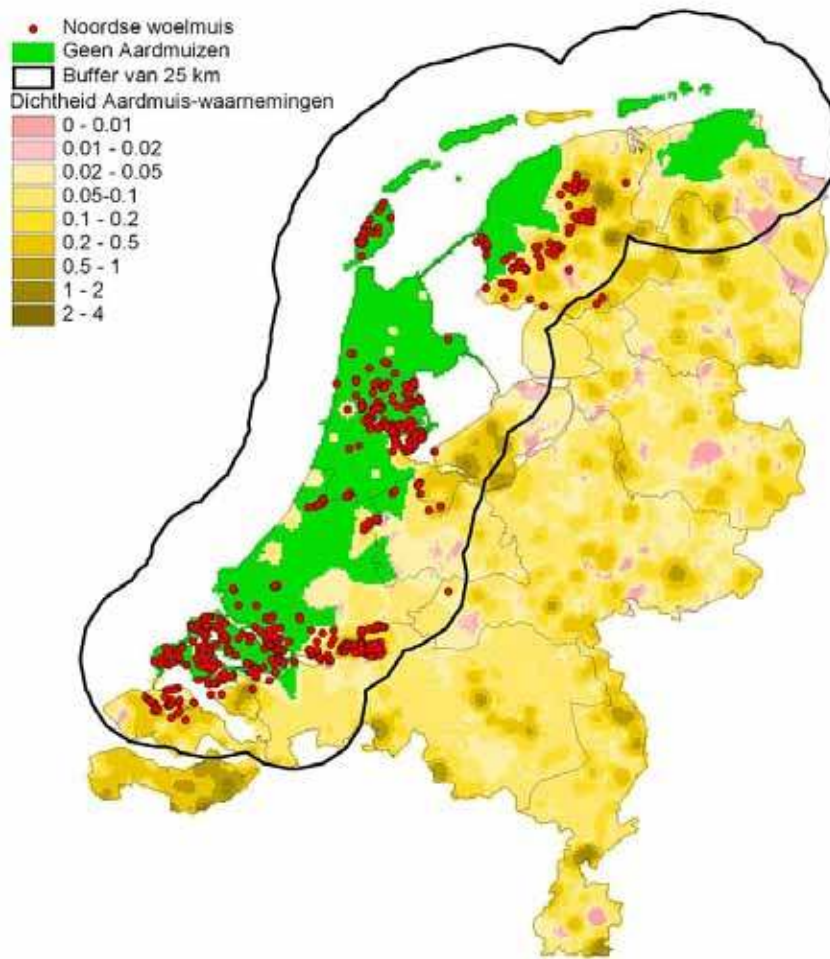 Noordse woelmuis
Geen Aardmuizen
Buffer van 25 km
Dichtheid Aardmuis-waarnemingen
0 - 0.01
0.01 - 0.02
0.02 - 0.05
0.05-0.1
0.1 - 0.2
0.2 - 0.5
0.5 - 1
1 - 2
2 - 4